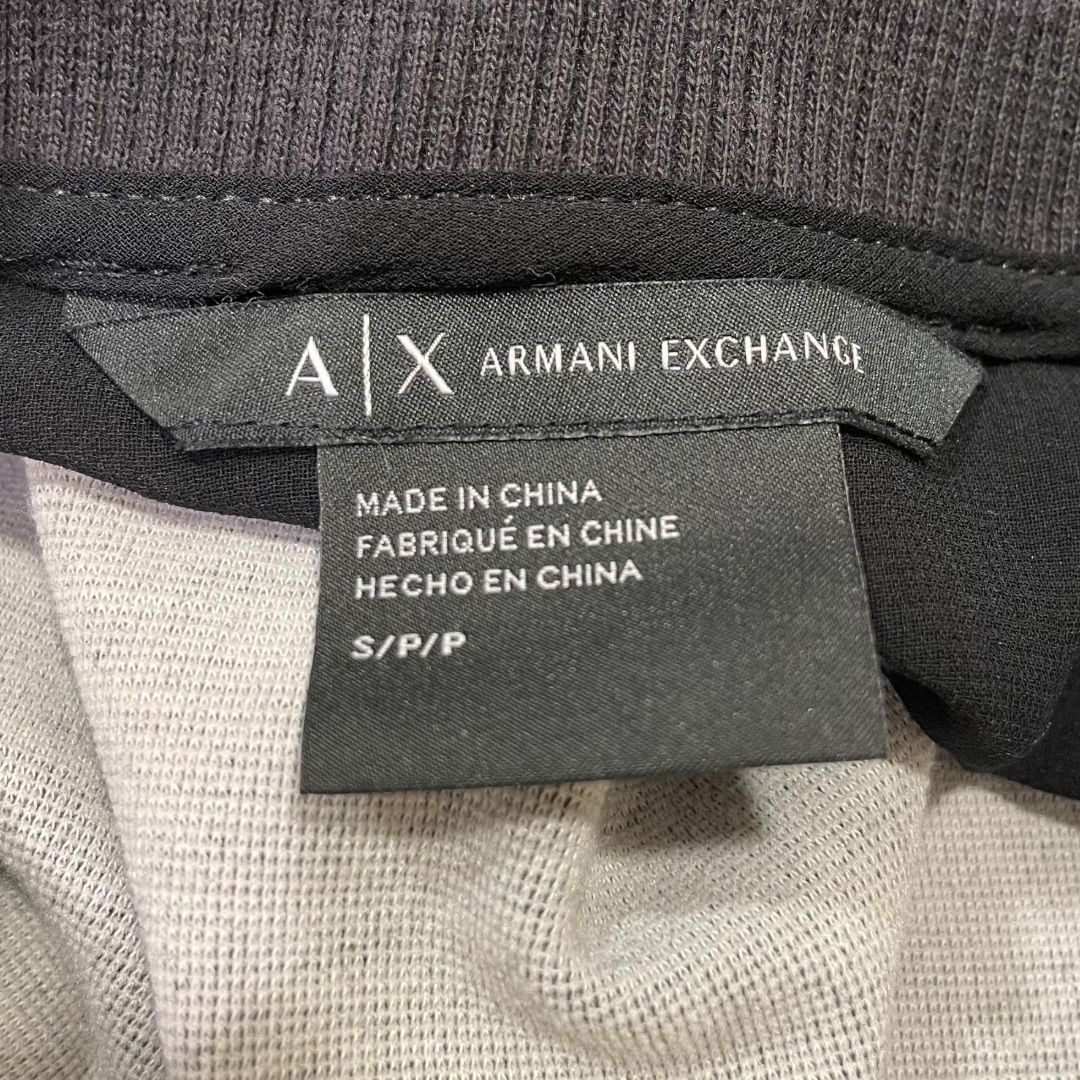 A|X ARMANI EXCHANGE
MADE IN CHINA
FABRIQUÉ EN CHINE
HECHO EN CHINA
S/P/P